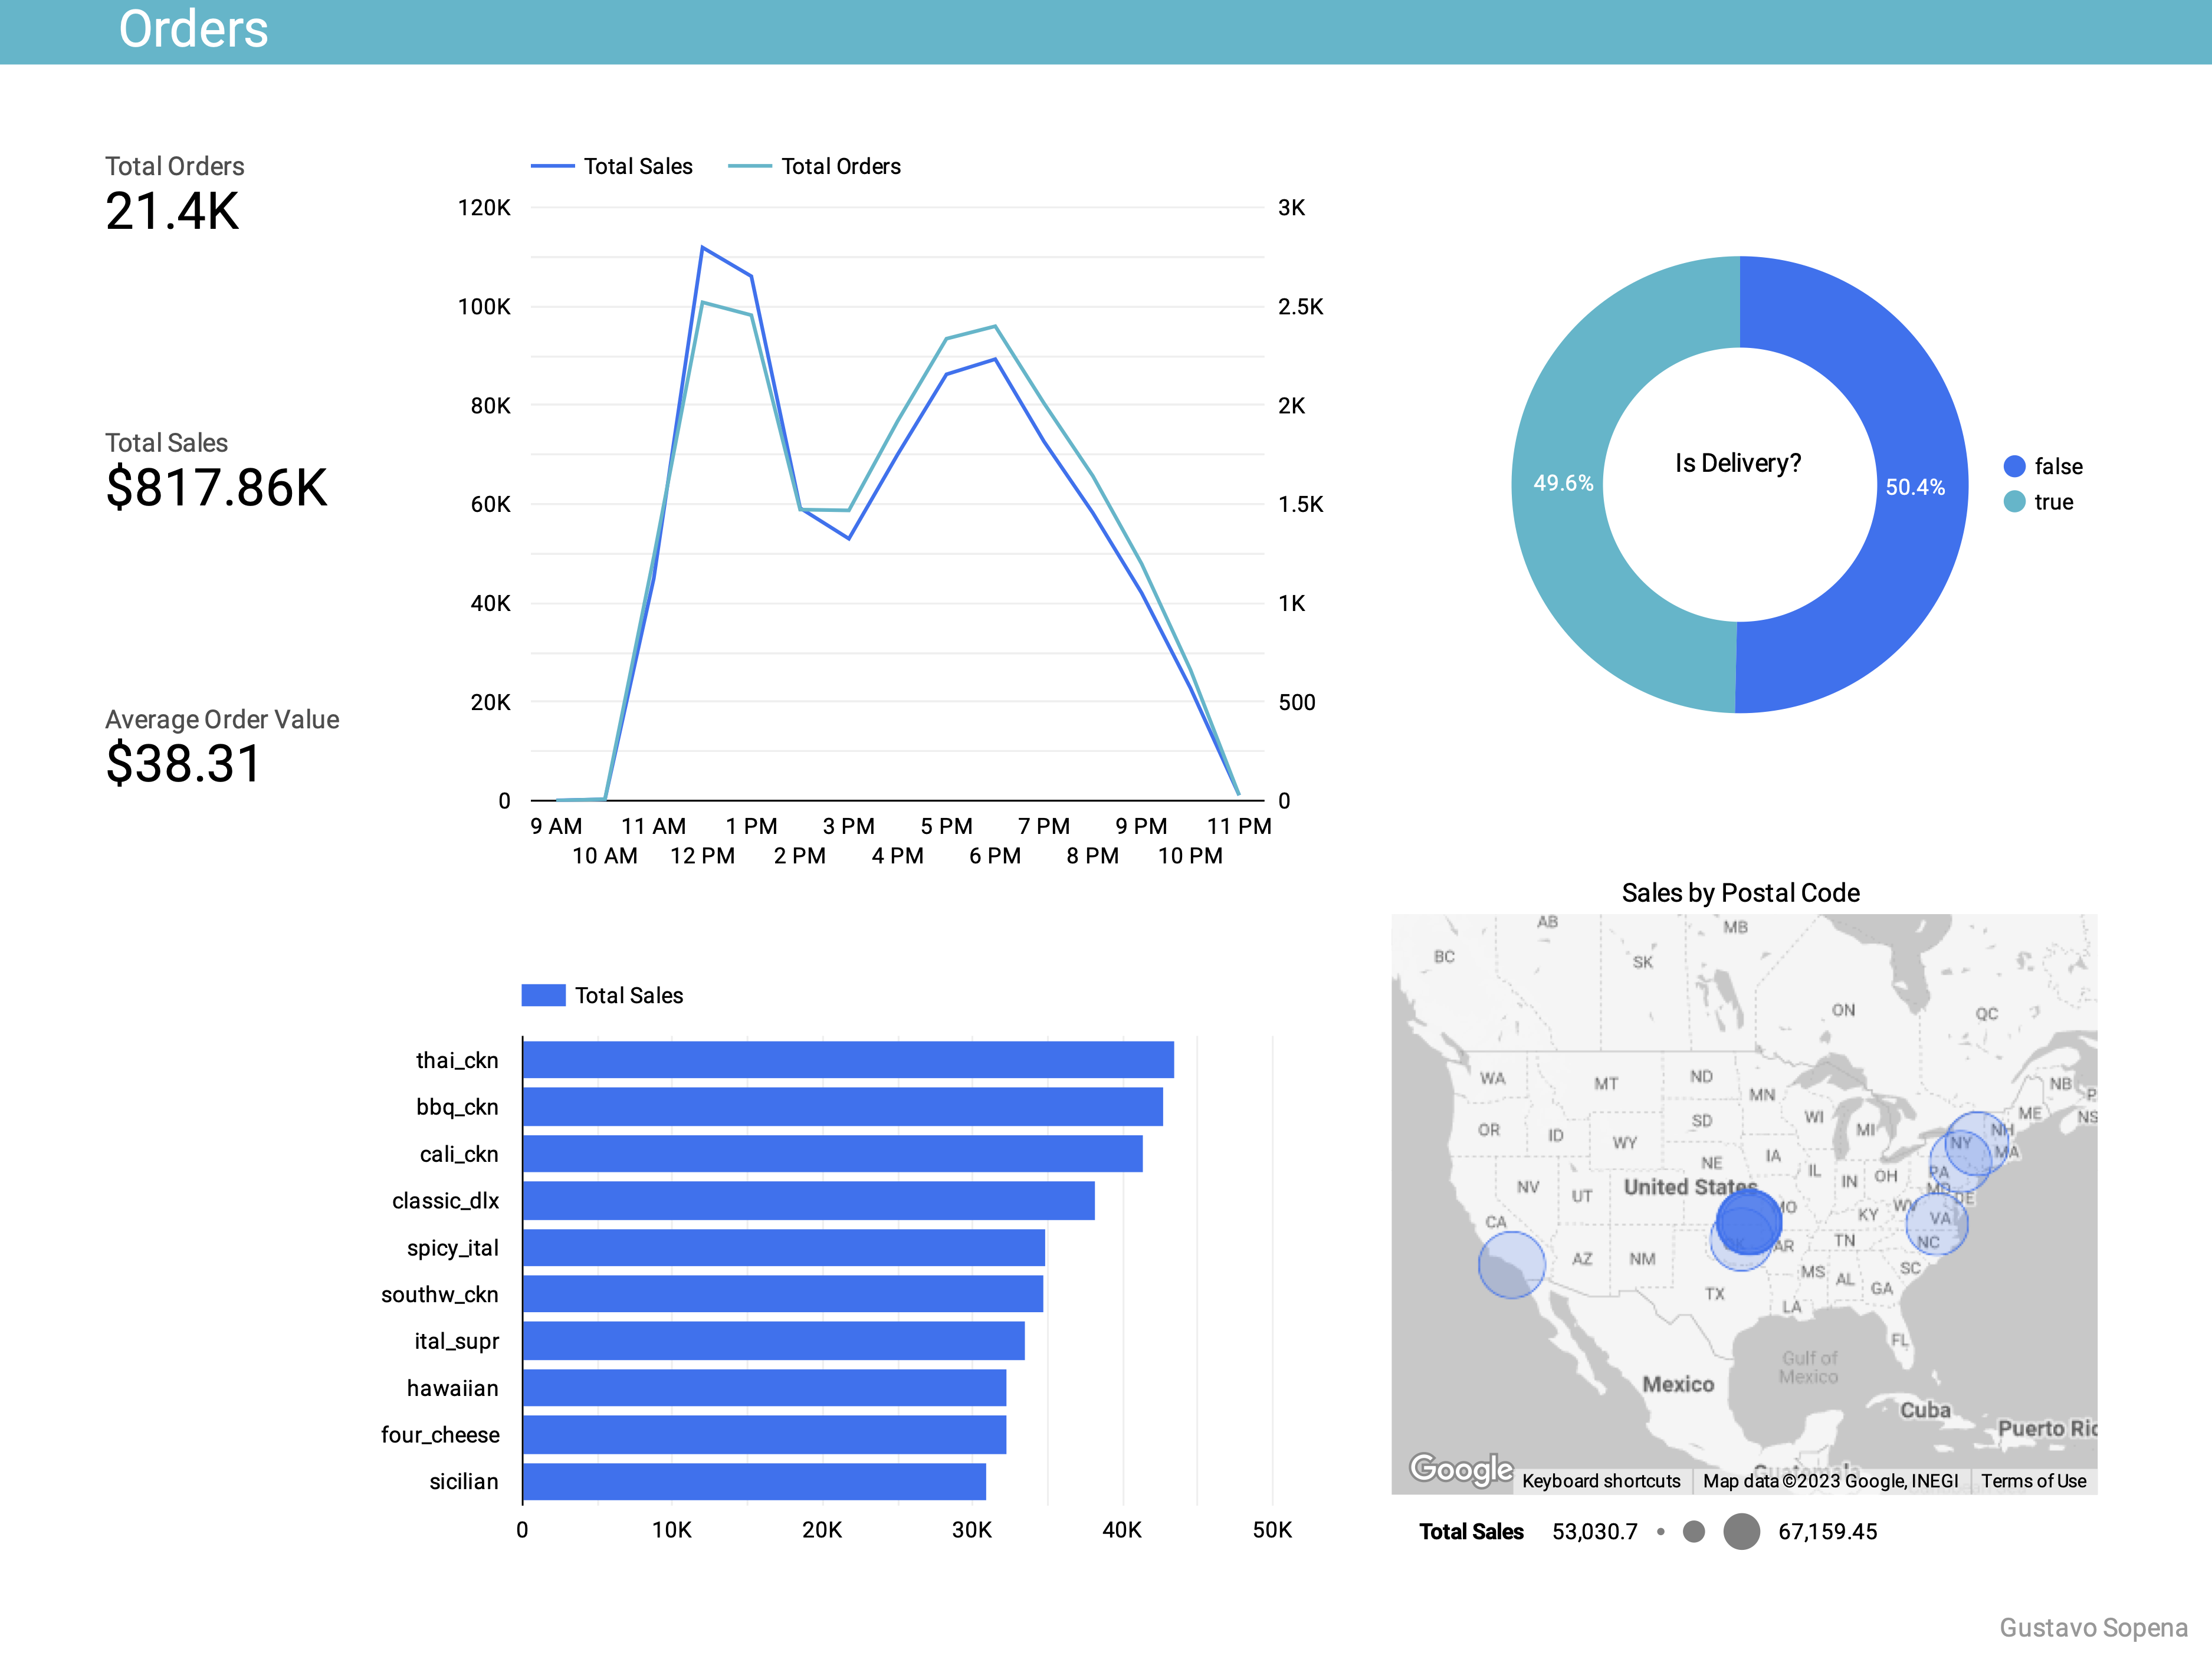 Orders
Total Orders
21.4K
Total Sales
$817.86K
Average Order Value
$38.31
Total Sales Total Orders
120K 3K
100K 2.5K
80K 2K
60K 1.5K
40K 1K
20K 500
0 0
9 AM 11 AM 1 PM 3 PM 5 PM 7 PM 9 PM 11 PM
10 AM 12 PM 2 PM 4 PM 6 PM 8 PM 10 PM
Is Delivery?
49.6% 50.4%
false
true
Total Sales
thai_ckn
bbq_ckn
cali_ckn
classic_dlx
spicy_ital
southw_ckn
ital_supr
hawaiian
four_cheese
sicilian
0 10K 20K 30K 40K 50K
Sales by Postal Code
AB MB
BC SK
ON QC
WA MT ND MN NB
OR ID SD WI MI ME NS
WY NH
NY MA
NE IA IL IN OH PA
NV UT United States MD DE
CA MO KY WV VA
AZ NM OK AR TN NC
MS AL SC
TX LA GA
FL
Gulf of
Mexico
Mexico
Cuba
Puerto Ric
Guatemala
Google Keyboard shortcuts Map data ©2023 Google, INEGI Terms of Use
Total Sales 53,030.7 67,159.45
Gustavo Sopena